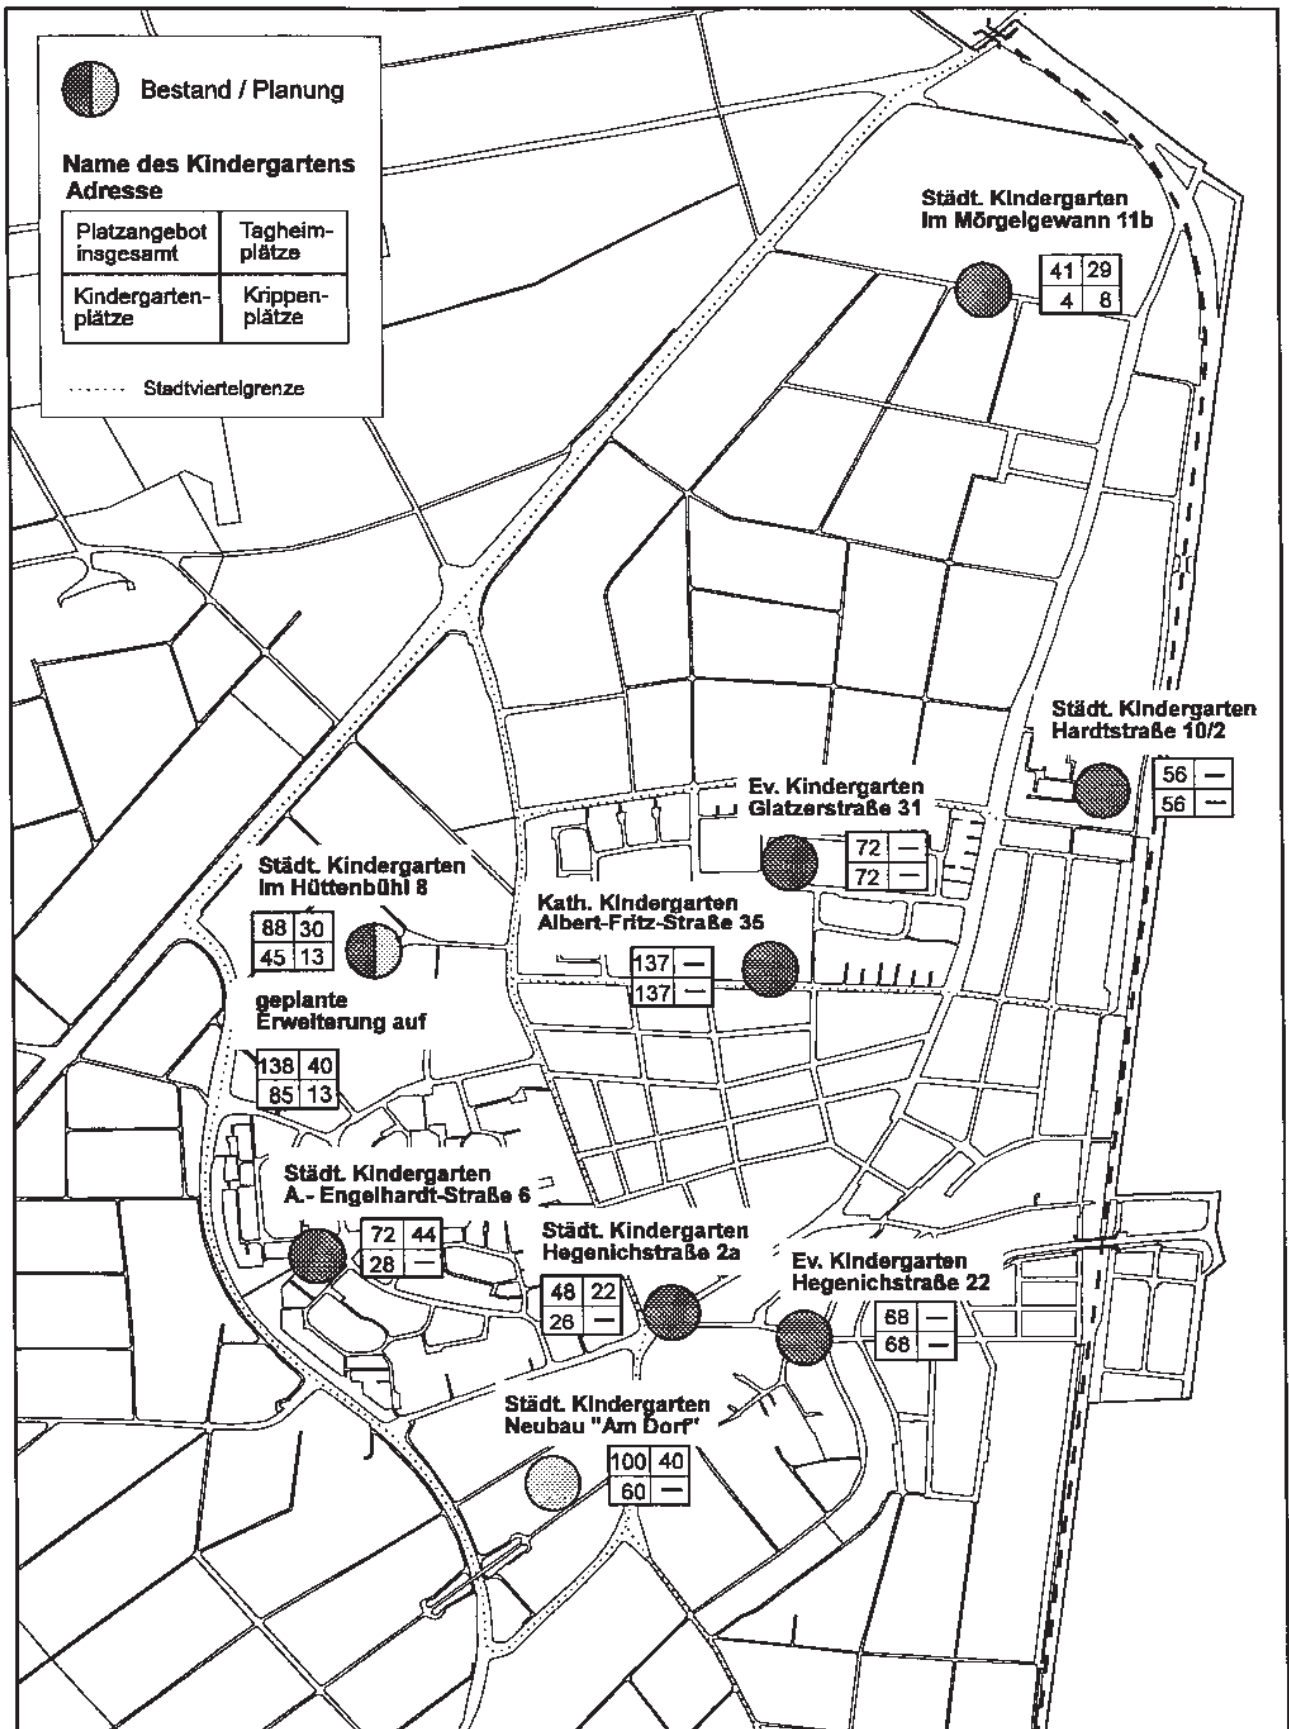 Bestand / Planung
Name des Kindergartens
Adresse
Platzangebot insgesamt
Tagheim-
plätze
Kindergarten-
plätze
Krippen-
plätze
Stadtviertelgrenze
Städt. Kindergarten
Im Mörgelgewann 11b
41 29
4 8
Städt. Kindergarten
Hardtstraße 10/2
56 —
56 —
Ev. Kindergarten
Glatzerstraße 31
72 —
72 —
Städt. Kindergarten
Im Hüttenbühl 8
88 30
45 13
geplante
Erweiterung auf
138 40
85 13
Kath. Kindergarten
Albert-Fritz-Straße 35
137 —
137 —
Städt. Kindergarten
A.- Engelhardt-Straße 6
72 44
28 —
Städt. Kindergarten
Hegenichstraße 2a
48 22
26 —
Ev. Kindergarten
Hegenichstraße 22
68 —
68 —
Städt. Kindergarten
Neubau "Am Dorf"
100 40
60 —